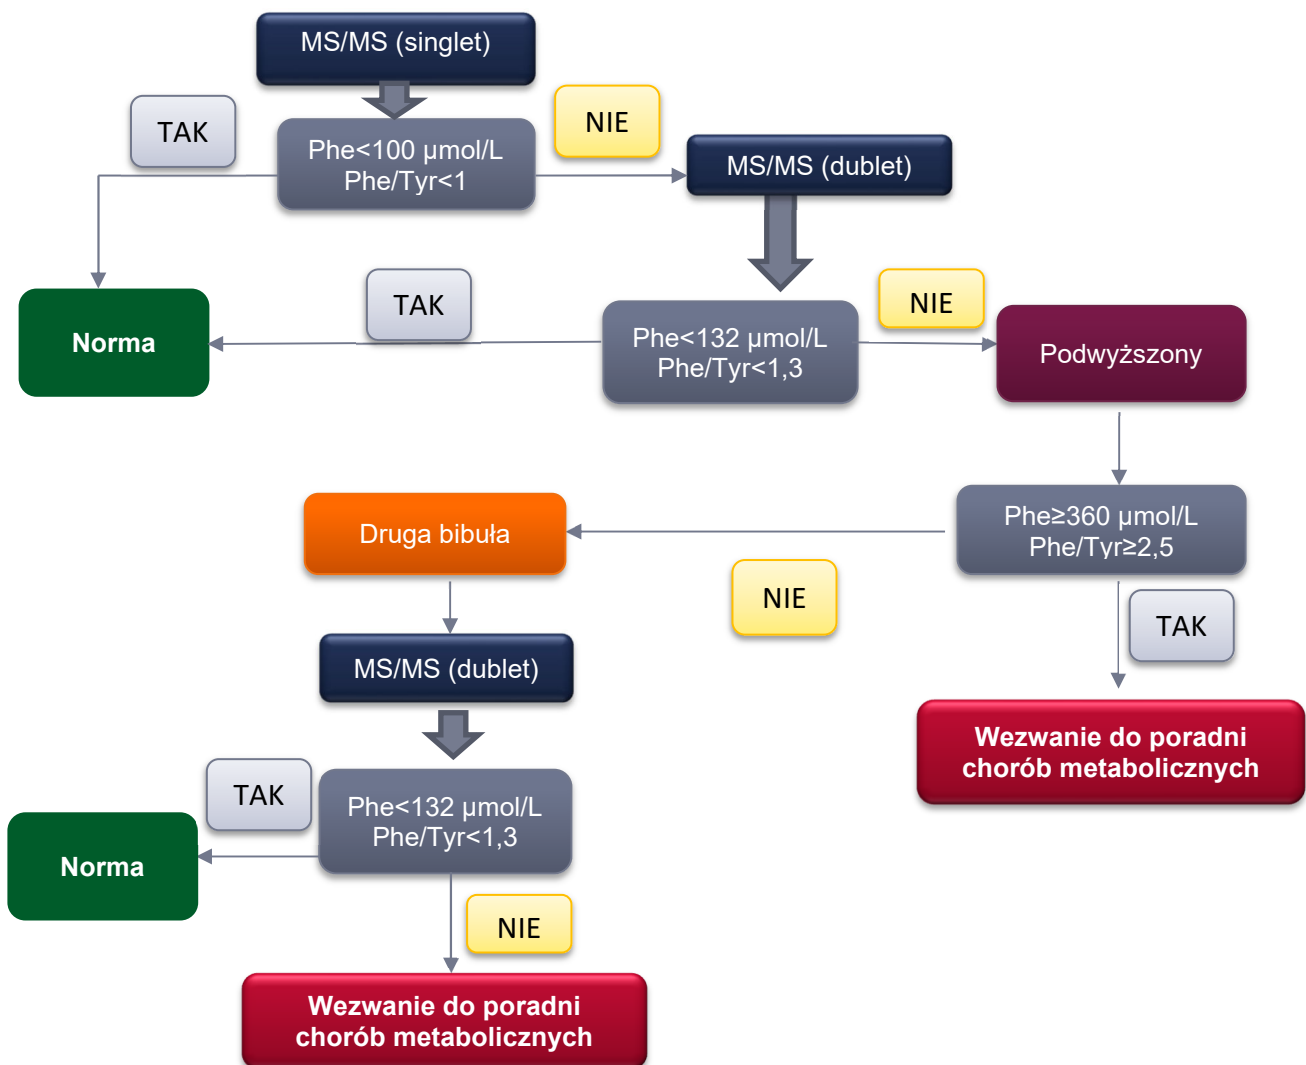 MS/MS (singlet)
TAK
NIE
Phe<100 µmol/L
Phe/Tyr<1
MS/MS (dublet)
Norma
TAK
Phe<132 µmol/L
Phe/Tyr<1,3
NIE
Podwyższony
Phe≥360 µmol/L
Phe/Tyr≥2,5
Druga bibuła
NIE
TAK
MS/MS (dublet)
Wezwanie do poradni
chorób metabolicznych
TAK
Phe<132 µmol/L
Phe/Tyr<1,3
Norma
NIE
Wezwanie do poradni
chorób metabolicznych